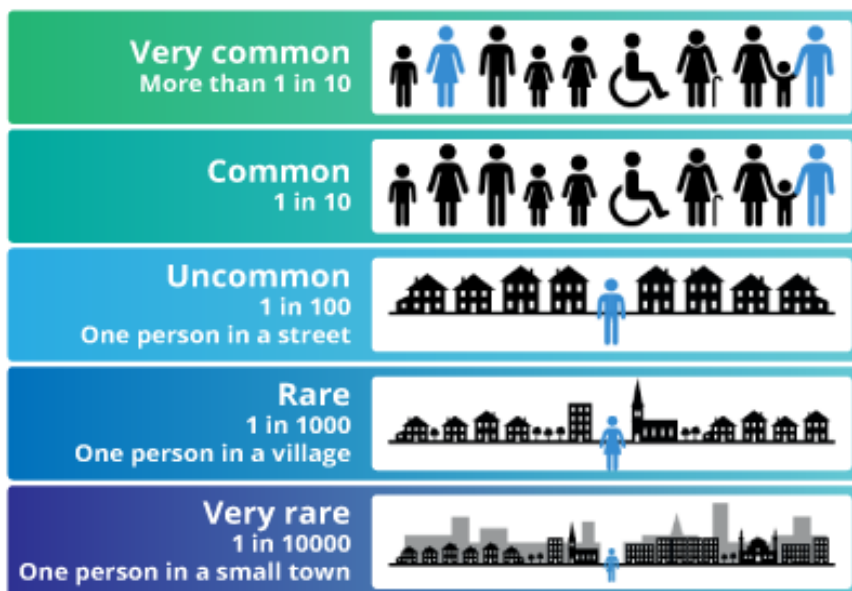 Very common
More than 1 in 10
Common
1 in 10
Uncommon
1 in 100
One person in a street
Rare
1 in 1000
One person in a village
Very rare
1 in 10000
One person in a small town